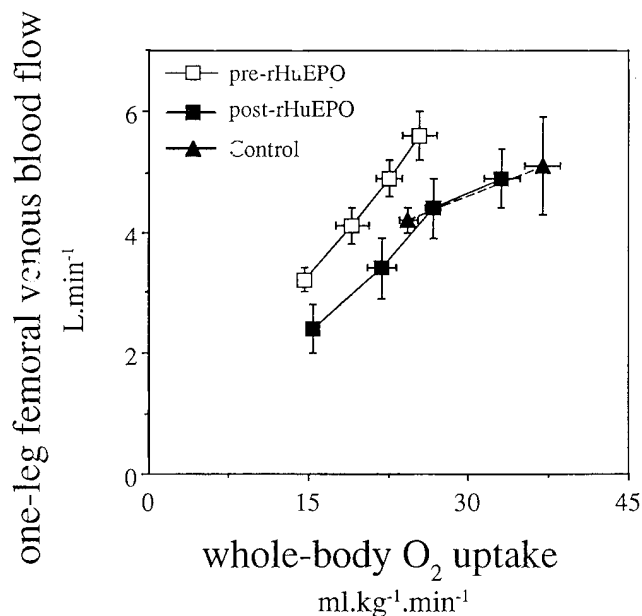 one-leg femoral venous blood flow
L.min⁻¹
pre-rHuEPO
post-rHuEPO
Control
6
4
2
0
0 15 30 45
whole-body O₂ uptake
ml.kg⁻¹.min⁻¹